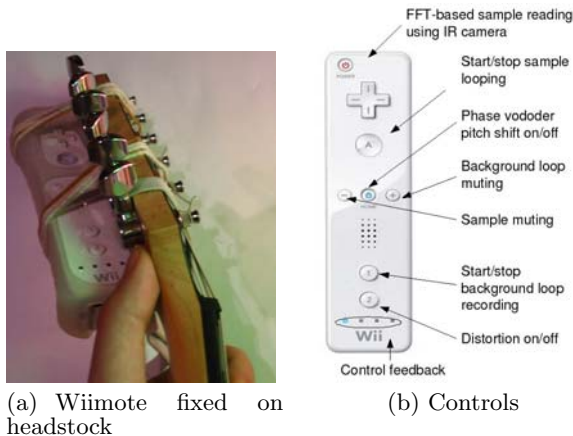 FFT-based sample reading
using IR camera
POWER
Start/stop sample
looping
A
Phase vododer
pitch shift on/off
Background loop
muting
HOME
Sample muting
1
Start/stop
background loop
recording
2
Distortion on/off
Wii
Control feedback
Wii
(a) Wiimote fixed on
headstock
(b) Controls